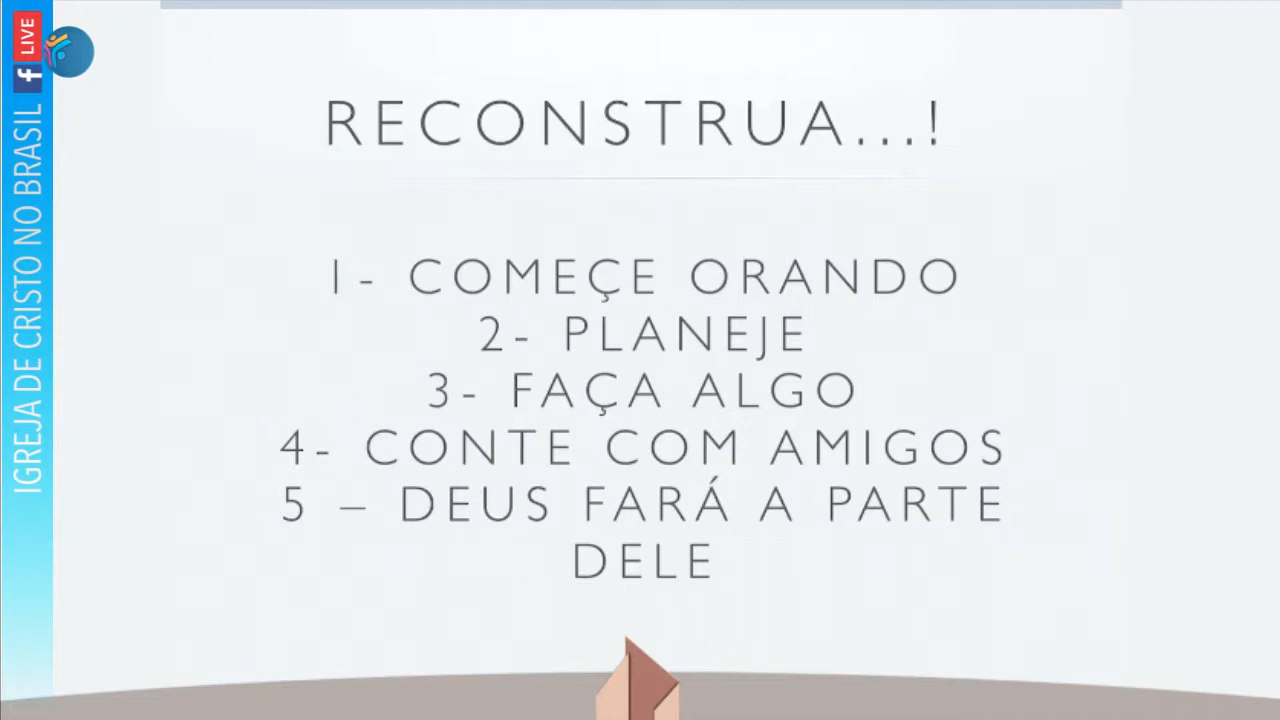 LIVE
f
IGREJA DE CRISTO NO BRASIL
RECONSTRUA...!
1- COMEÇE ORANDO
2- PLANEJE
3- FAÇA ALGO
4- CONTE COM AMIGOS
5 – DEUS FARÁ A PARTE
DELE